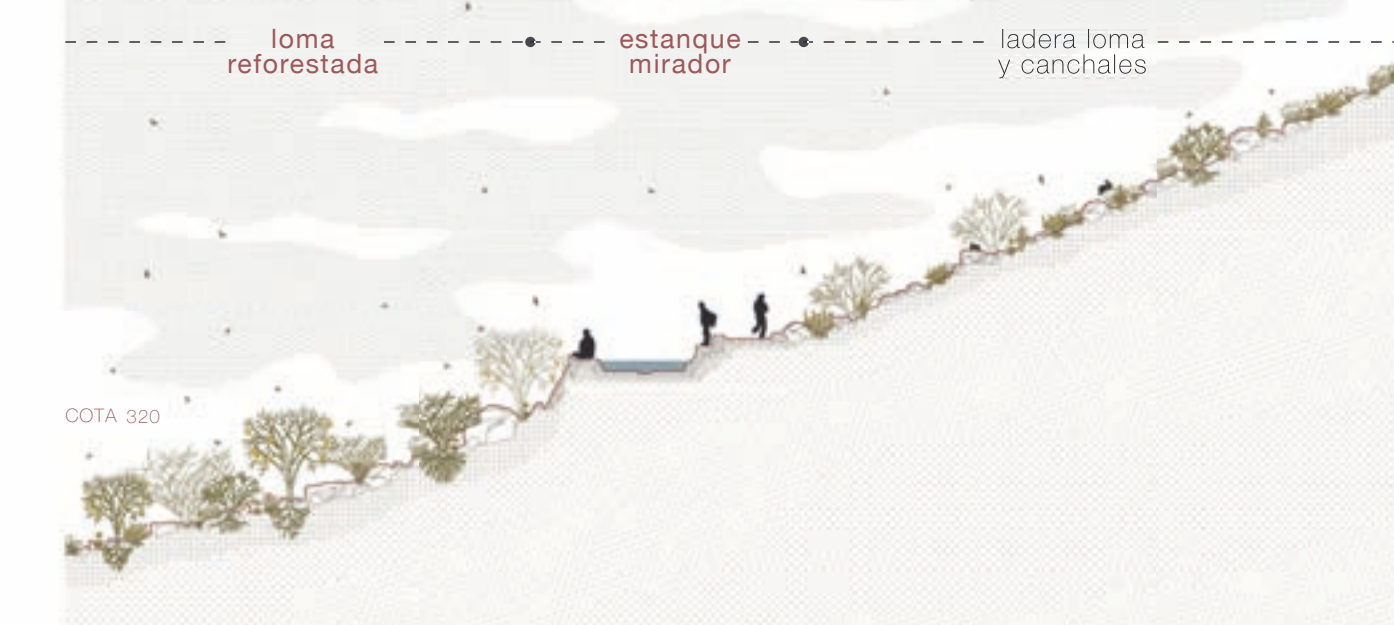 loma
reforestada
estanque
mirador
ladera loma
y canchales
COTA 320